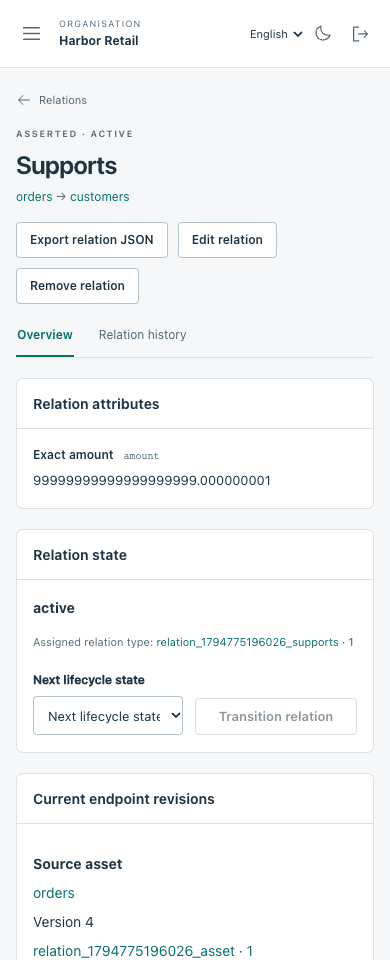 ORGANISATION
Harbor Retail
English
Relations
ASSERTED · ACTIVE
Supports
orders → customers
Export relation JSON
Edit relation
Remove relation
Overview
Relation history
Relation attributes
Exact amount amount
99999999999999999999.000000001
Relation state
active
Assigned relation type: relation_1794775196026_supports · 1
Next lifecycle state
Next lifecycle state
Transition relation
Current endpoint revisions
Source asset
orders
Version 4
relation_1794775196026_asset · 1